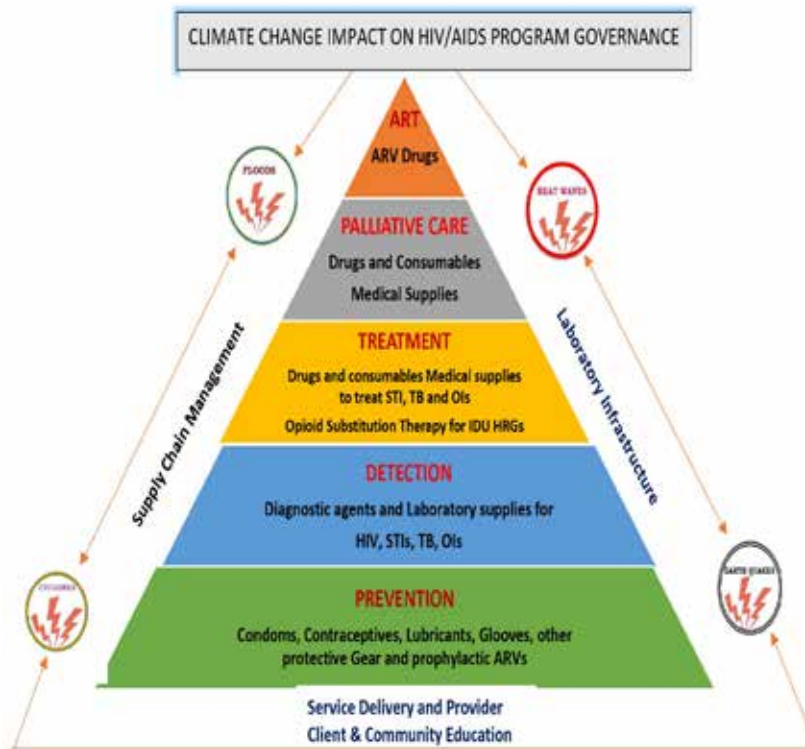 CLIMATE CHANGE IMPACT ON HIV/AIDS PROGRAM GOVERNANCE
ART
ARV Drugs
FLOODS
HEAT WAVES
PALLIATIVE CARE
Drugs and Consumables
Medical Supplies
TREATMENT
Drugs and consumables Medical supplies
to treat STI, TB and OIs
Opioid Substitution Therapy for IDU HRGs
Supply Chain Management
Laboratory Infrastructure
DETECTION
Diagnostic agents and Laboratory supplies for
HIV, STIs, TB, OIs
CYCLONES
EARTH QUAKES
PREVENTION
Condoms, Contraceptives, Lubricants, Glooves, other
protective Gear and prophylactic ARVs
Service Delivery and Provider
Client & Community Education